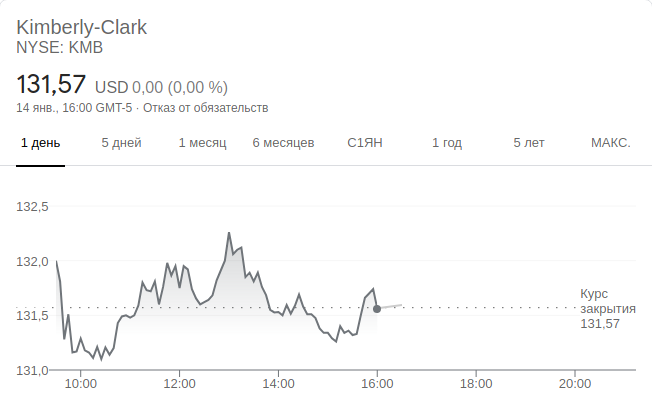 Kimberly-Clark
NYSE: KMB
131,57 USD 0,00 (0,00 %)
14 янв., 16:00 GMT-5 · Отказ от обязательств
1 день 5 дней 1 месяц 6 месяцев С1ЯН 1 год 5 лет МАКС.
132,5
132,0
131,5
131,0
Курс
закрытия
131,57
10:00 12:00 14:00 16:00 18:00 20:00